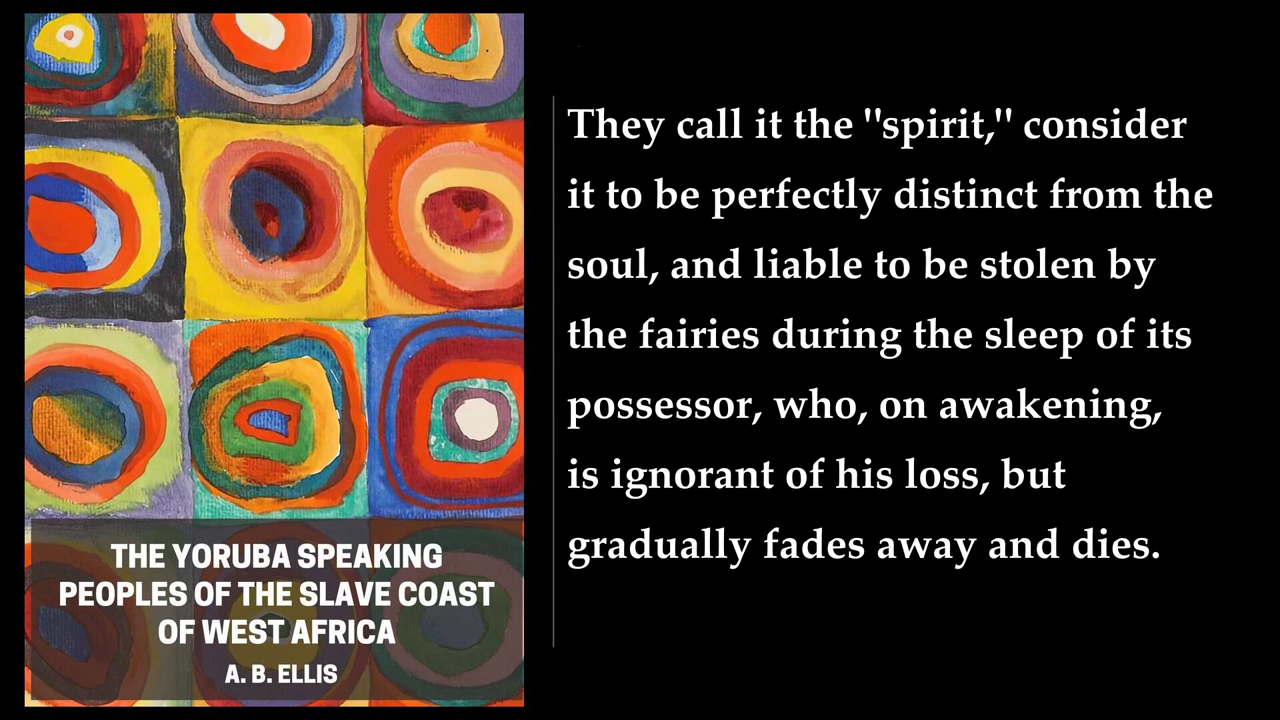 They call it the "spirit," consider
it to be perfectly distinct from the
soul, and liable to be stolen by
the fairies during the sleep of its
possessor, who, on awakening,
is ignorant of his loss, but
gradually fades away and dies.
THE YORUBA SPEAKING
PEOPLES OF THE SLAVE COAST
OF WEST AFRICA
A. B. ELLIS